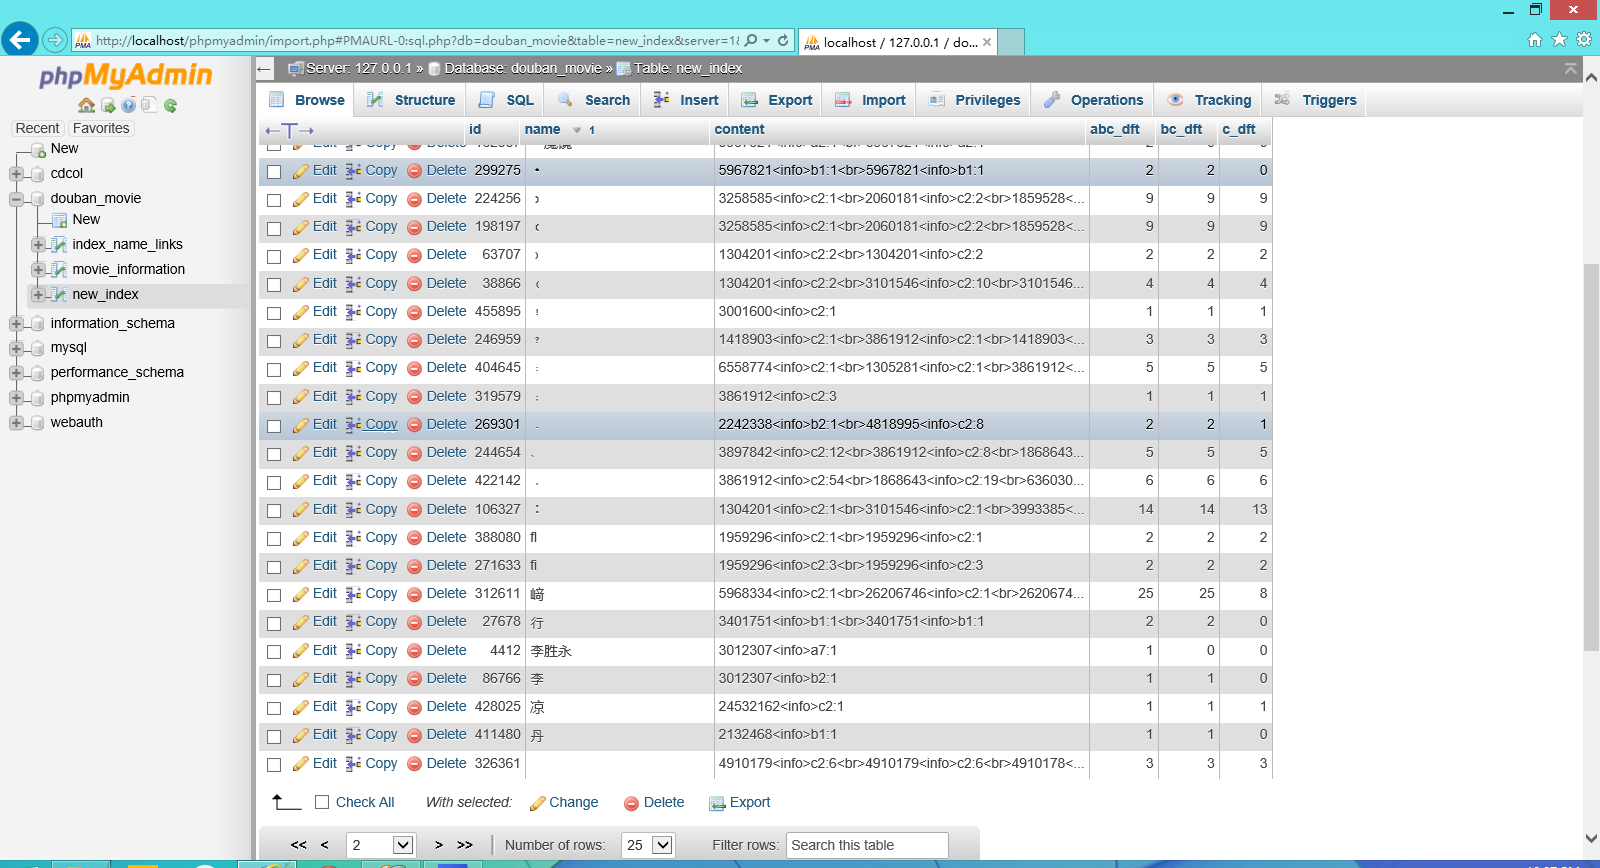 http://localhost/phpmyadmin/import.php#PMAURL-0:sql.php?db=douban_movie&table=new_index&server=1
localhost / 127.0.0.1 / do...
phpMyAdmin
Server: 127.0.0.1 » Database: douban_movie » Table: new_index
Browse Structure SQL Search Insert Export Import Privileges Operations Tracking Triggers
Recent Favorites
New
cdcol
douban_movie
New
index_name_links
movie_information
new_index
information_schema
mysql
performance_schema
phpmyadmin
webauth
←T→ id name 1 content abc_dft bc_dft c_dft
Edit Copy Delete 299275 5967821<info>b1:1<br>5967821<info>b1:1 2 2 0
Edit Copy Delete 224256 3258585<info>c2:1<br>2060181<info>c2:2<br>1859528<... 9 9 9
Edit Copy Delete 198197 3258585<info>c2:1<br>2060181<info>c2:2<br>1859528<... 9 9 9
Edit Copy Delete 63707 1304201<info>c2:2<br>1304201<info>c2:2 2 2 2
Edit Copy Delete 38866 1304201<info>c2:2<br>3101546<info>c2:10<br>3101546... 4 4 4
Edit Copy Delete 455895 3001600<info>c2:1 1 1 1
Edit Copy Delete 246959 1418903<info>c2:1<br>3861912<info>c2:1<br>1418903<... 3 3 3
Edit Copy Delete 404645 : 6558774<info>c2:1<br>1305281<info>c2:1<br>3861912<... 5 5 5
Edit Copy Delete 319579 3861912<info>c2:3 1 1 1
Edit Copy Delete 269301 . 2242338<info>b2:1<br>4818995<info>c2:8 2 2 1
Edit Copy Delete 244654 、 3897842<info>c2:12<br>3861912<info>c2:8<br>1868643... 5 5 5
Edit Copy Delete 422142 3861912<info>c2:54<br>1868643<info>c2:19<br>636030... 6 6 6
Edit Copy Delete 106327 : 1304201<info>c2:1<br>3101546<info>c2:1<br>3993385<... 14 14 13
Edit Copy Delete 388080 ﬂ 1959296<info>c2:1<br>1959296<info>c2:1 2 2 2
Edit Copy Delete 271633 ﬁ 1959296<info>c2:3<br>1959296<info>c2:3 2 2 2
Edit Copy Delete 312611 﨑 5968334<info>c2:1<br>26206746<info>c2:1<br>2620674... 25 25 8
Edit Copy Delete 27678 行 3401751<info>b1:1<br>3401751<info>b1:1 2 2 0
Edit Copy Delete 4412 李胜永 3012307<info>a7:1 1 0 0
Edit Copy Delete 86766 李 3012307<info>b2:1 1 1 0
Edit Copy Delete 428025 凉 24532162<info>c2:1 1 1 1
Edit Copy Delete 411480 丹 2132468<info>b1:1 1 1 0
Edit Copy Delete 326361 4910179<info>c2:6<br>4910179<info>c2:6<br>4910178<... 3 3 3
Check All With selected: Change Delete Export
<< < 2 > >> Number of rows: 25 Filter rows: Search this table